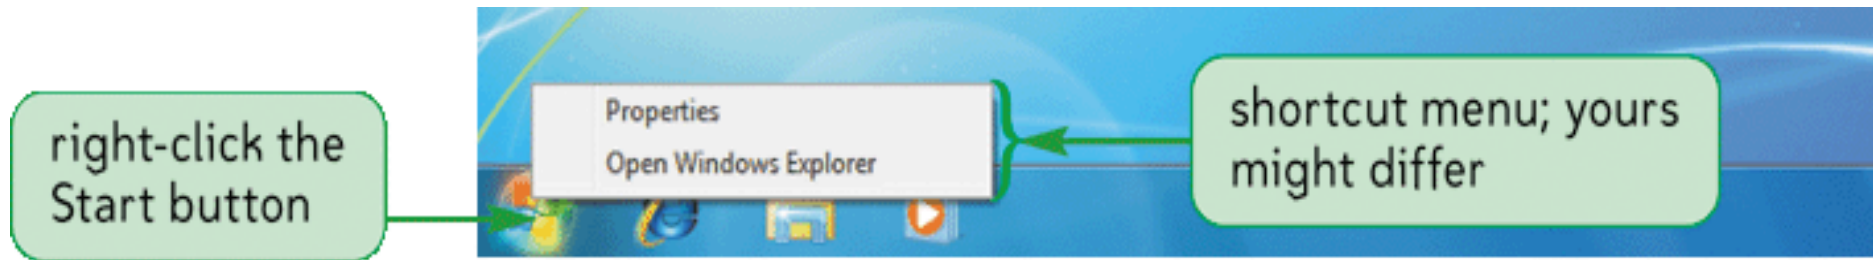 right-click the
Start button
Properties
Open Windows Explorer
shortcut menu; yours
might differ